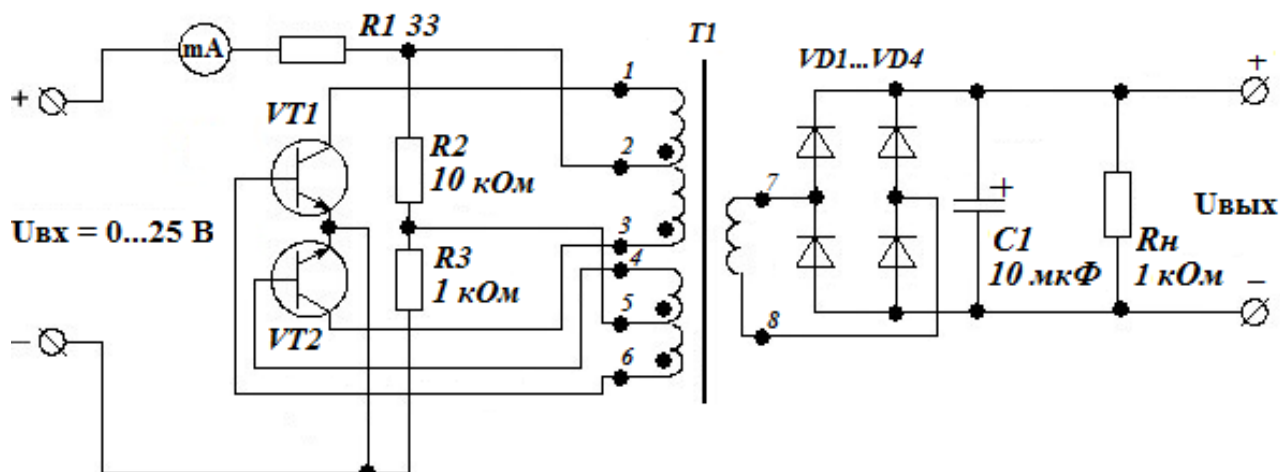 R1 33
mA
T1
VD1...VD4
+
+
1
VT1
2
R2
10 кОм
7
Uвх = 0...25 В
3
4
+
Uвых
R3
1 кОм
C1
10 мкФ
Rн
1 кОм
5
VT2
6
8
–
–